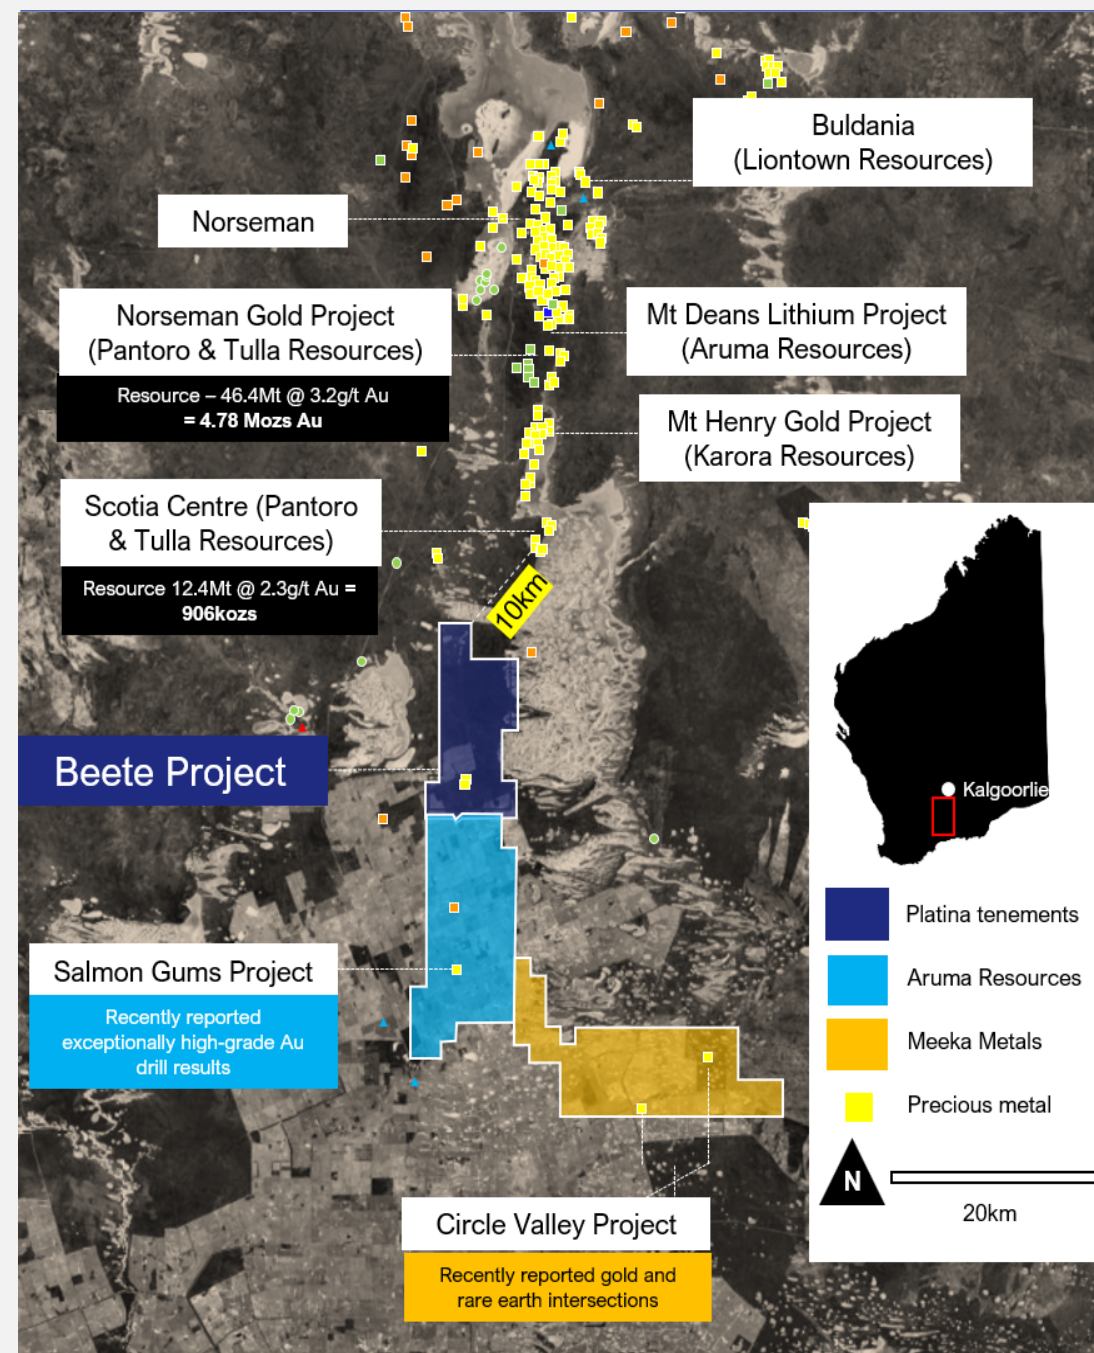 Buldania
(Liontown Resources)
Norseman
Norseman Gold Project
(Pantoro & Tulla Resources)
Resource – 46.4Mt @ 3.2g/t Au
= 4.78 Mozs Au
Mt Deans Lithium Project
(Aruma Resources)
Mt Henry Gold Project
(Karora Resources)
Scotia Centre (Pantoro
& Tulla Resources)
Resource 12.4Mt @ 2.3g/t Au =
906kozs
10km
Beete Project
Kalgoorlie
Salmon Gums Project
Recently reported
exceptionally high-grade Au
drill results
Circle Valley Project
Recently reported gold and
rare earth intersections
Platina tenements
Aruma Resources
Meeka Metals
Precious metal
N
20km